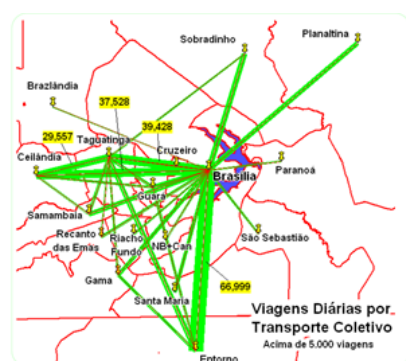 Planaltina
Sobradinho
Brazlândia
37,528
29,557
Taguatinga
39,428
Cruzeiro
Ceilândia
Brasília
Paranoá
Guará
Samambaia
Recanto
das Emas
Riacho
Fundo
NB+Can
São Sebastião
Gama
66,999
Santa Maria
Viagens Diárias por
Transporte Coletivo
Acima de 5.000 viagens
Entorno